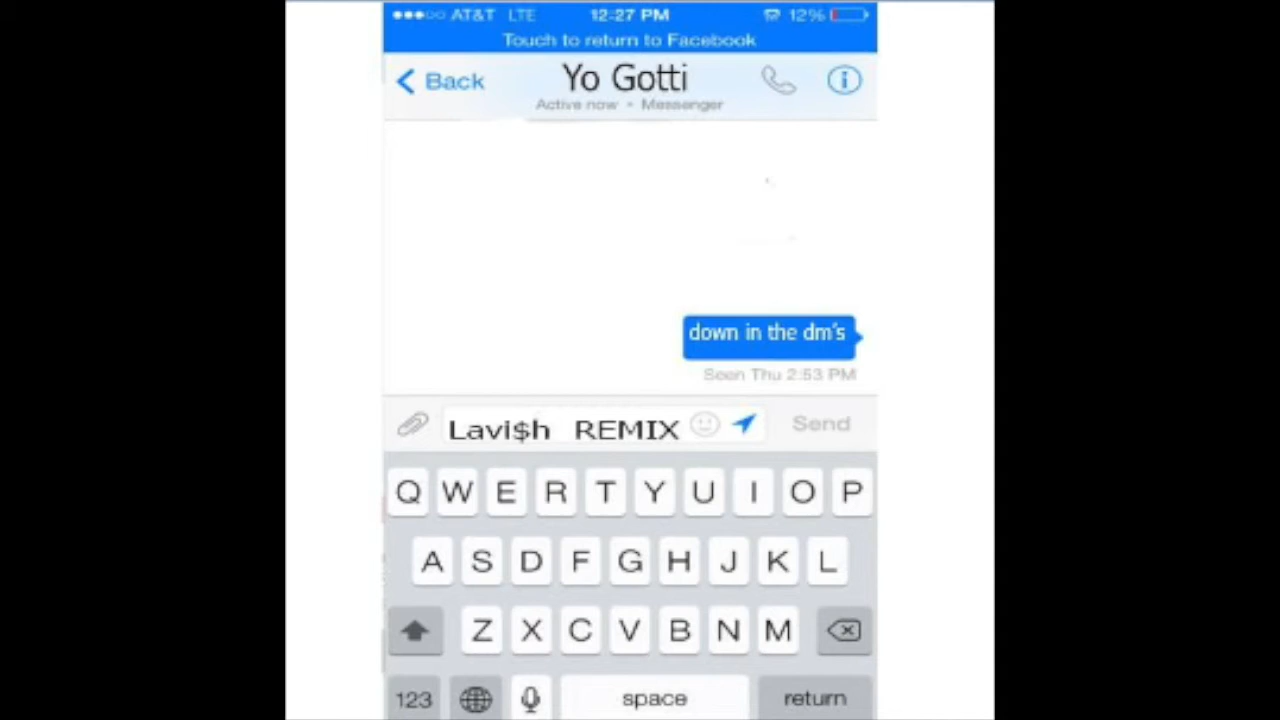 AT&T LTE 12-27 PM 12%
Touch to return to Facebook
Back Yo Gotti
Active now • Messenger
down in the dm's
Seen Thu 2:53 PM
Lavi$h REMIX Send
Q W E R T Y U I O P
A S D F G H J K L
Z X C V B N M
123 space return